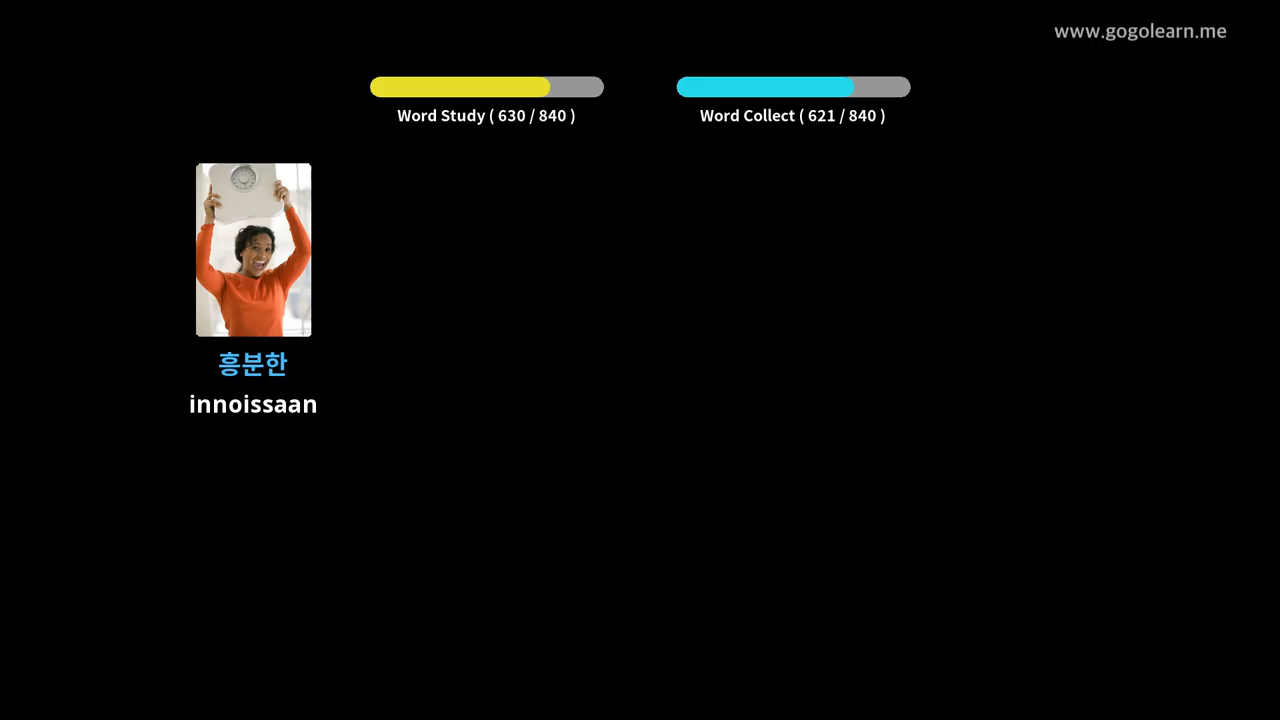 www.gogolearn.me
Word Study ( 630 / 840 )
Word Collect ( 621 / 840 )
흥분한
innoissaan